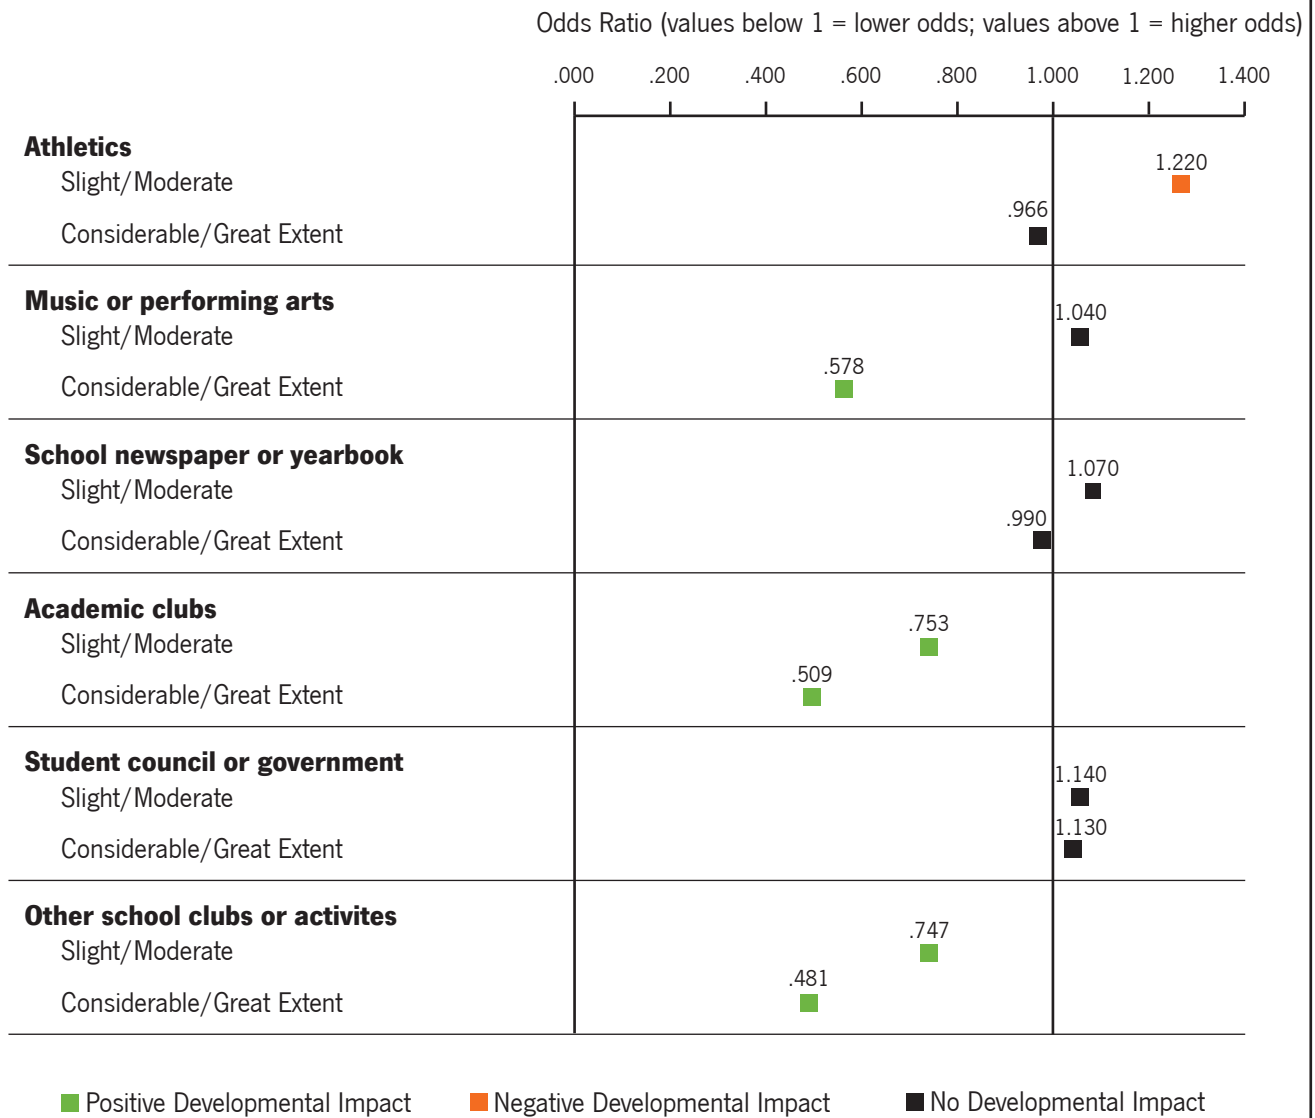 Odds Ratio (values below 1 = lower odds; values above 1 = higher odds)
.000 .200 .400 .600 .800 1.000 1.200 1.400
Athletics
Slight/Moderate 1.220
Considerable/Great Extent .966
Music or performing arts
Slight/Moderate 1.040
Considerable/Great Extent .578
School newspaper or yearbook
Slight/Moderate 1.070
Considerable/Great Extent .990
Academic clubs
Slight/Moderate .753
Considerable/Great Extent .509
Student council or government
Slight/Moderate 1.140
Considerable/Great Extent 1.130
Other school clubs or activites
Slight/Moderate .747
Considerable/Great Extent .481
Positive Developmental Impact Negative Developmental Impact No Developmental Impact